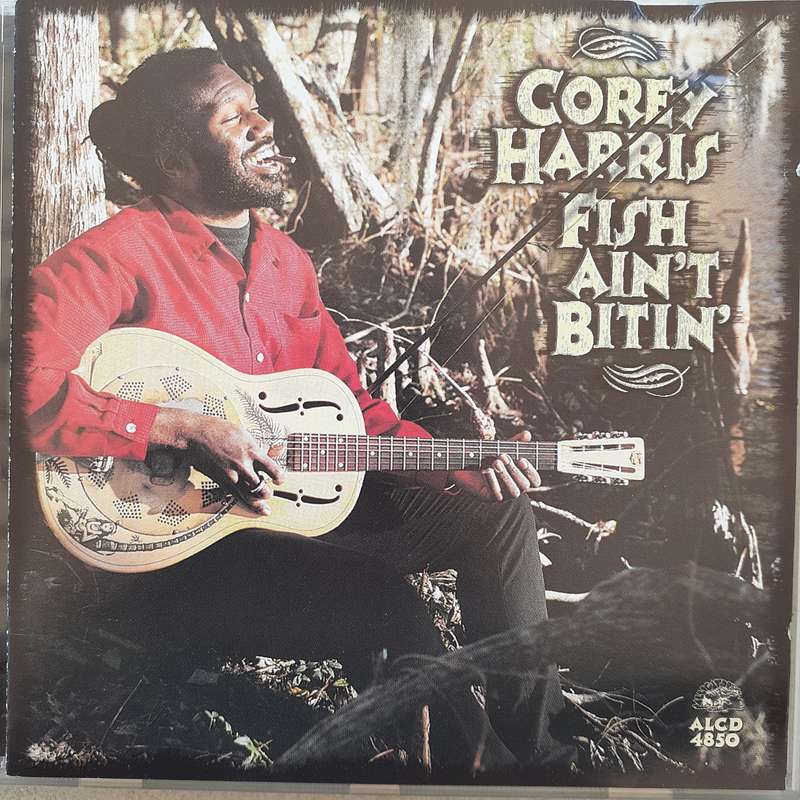 COREY
HARRIS
FISH
AIN'T
BITIN'
ALCD
4850